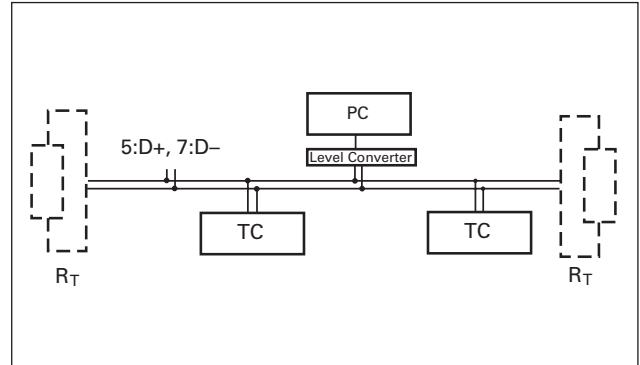 PC
5:D+, 7:D–
Level Converter
TC
TC
RT
RT